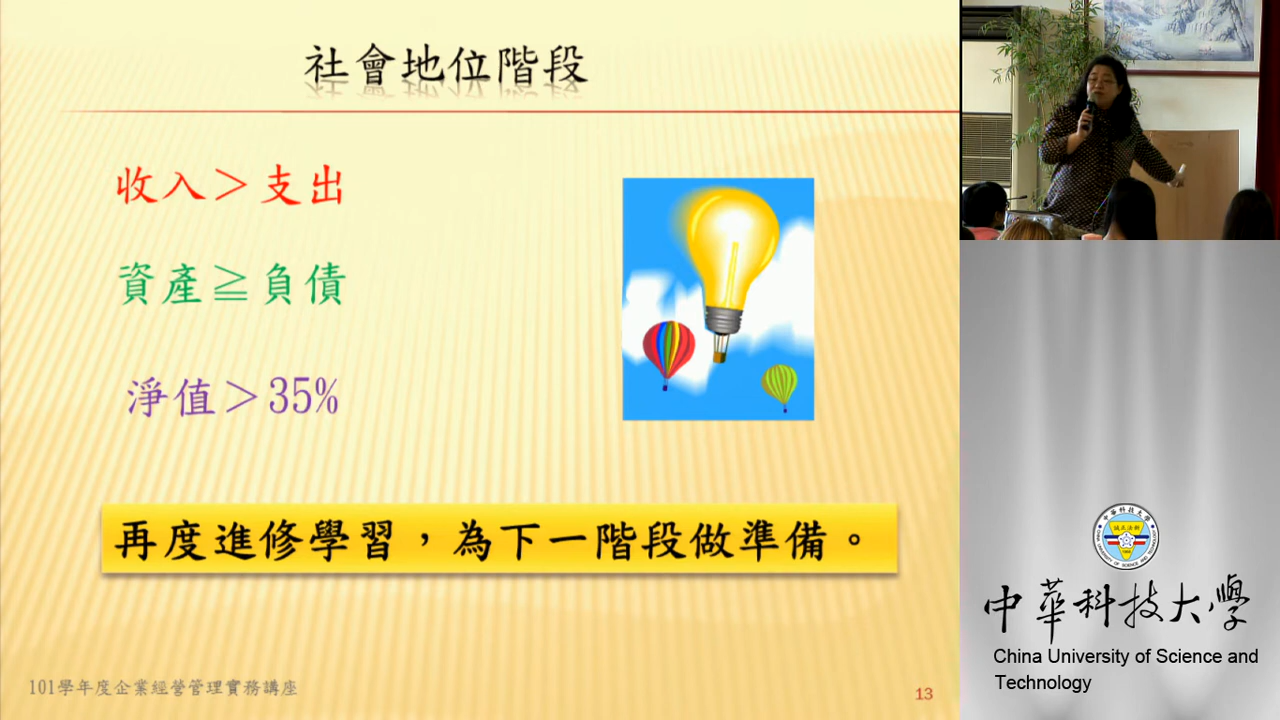 社會地位階段
收入＞支出
資產≧負債
淨值＞35%
再度進修學習，為下一階段做準備。
101學年度企業經營管理實務講座
13
中華科技大學
China University of Science and
Technology